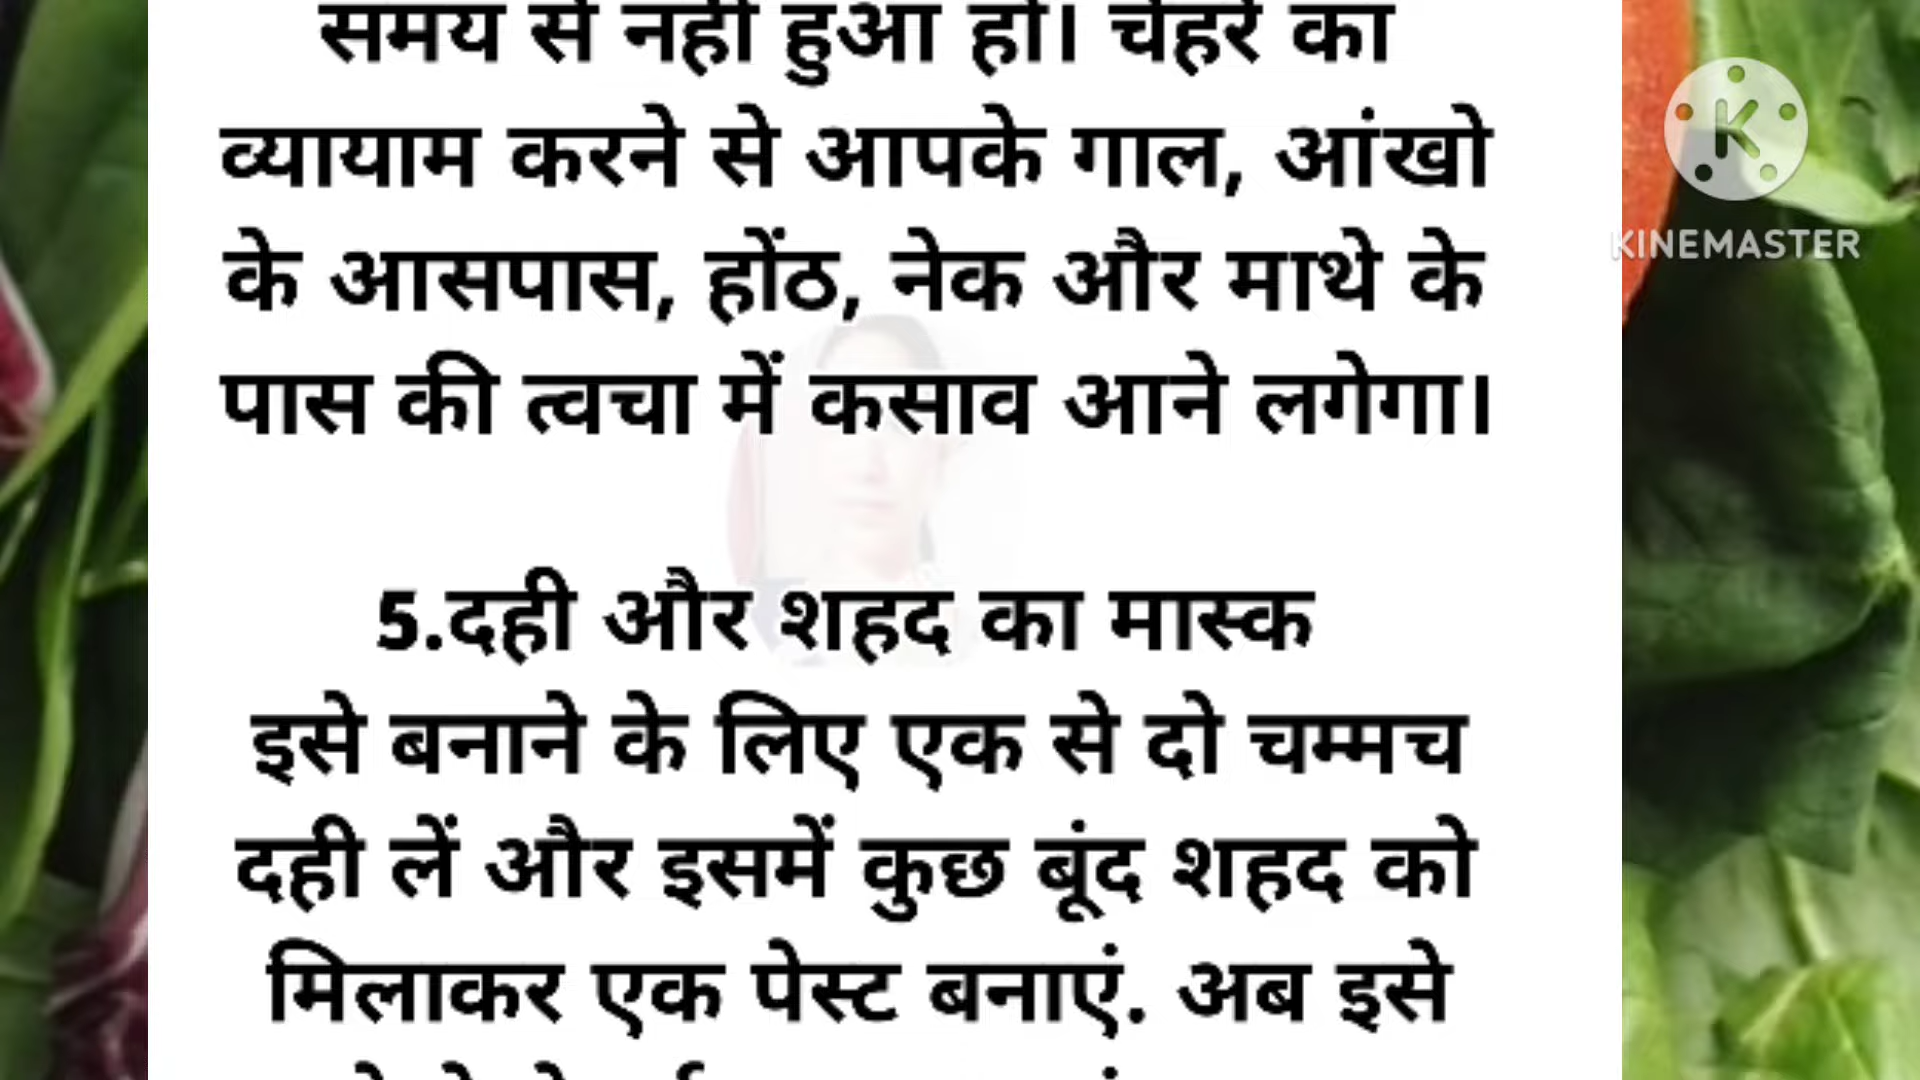 समय से नहीं हुआ हो। चेहरे का
व्यायाम करने से आपके गाल, आंखो
के आसपास, होंठ, नेक और माथे के
पास की त्वचा में कसाव आने लगेगा।
5.दही और शहद का मास्क
इसे बनाने के लिए एक से दो चम्मच
दही लें और इसमें कुछ बूंद शहद को
मिलाकर एक पेस्ट बनाएं. अब इसे
KINEMASTER